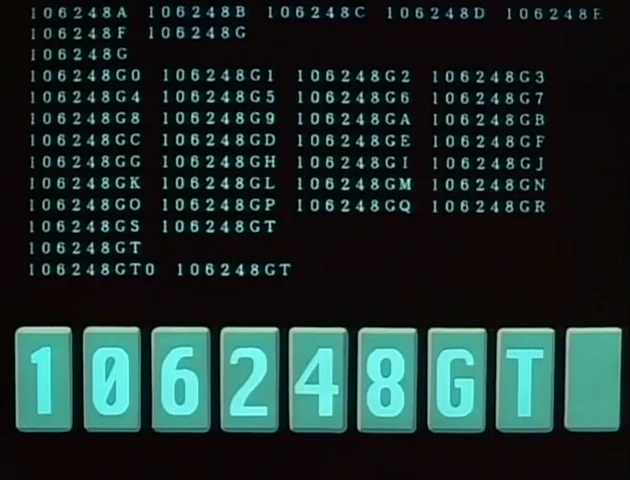 106248A 106248B 106248C 106248D 106248E
106248F 106248G
106248G
106248G0 106248G1 106248G2 106248G3
106248G4 106248G5 106248G6 106248G7
106248G8 106248G9 106248GA 106248GB
106248GC 106248GD 106248GE 106248GF
106248GG 106248GH 106248GI 106248GJ
106248GK 106248GL 106248GM 106248GN
106248GO 106248GP 106248GQ 106248GR
106248GS 106248GT
106248GT
106248GT0 106248GT
106248GT